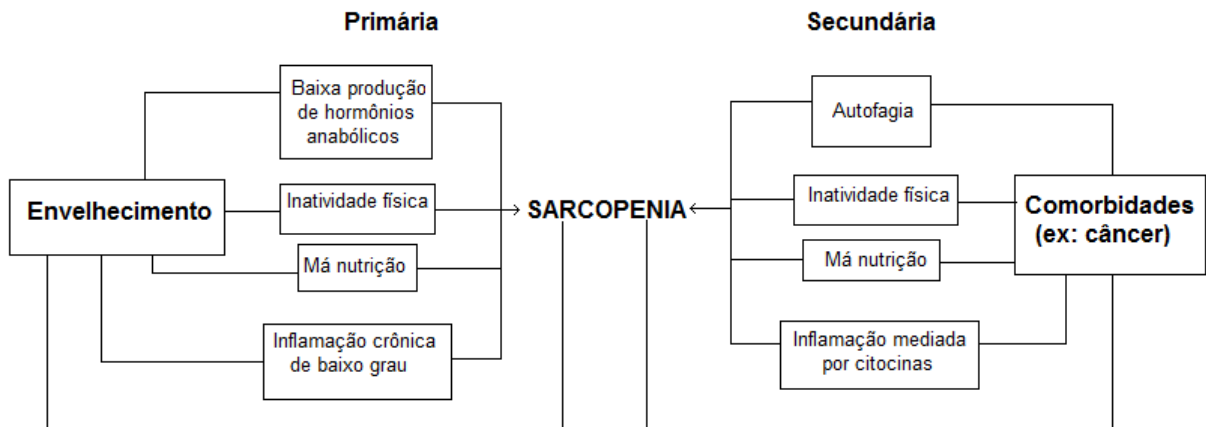 Primária
Secundária
Baixa produção
de hormônios
anabólicos
Autofagia
Envelhecimento
Inatividade física
SARCOPENIA
Inatividade física
Comorbidades
(ex: câncer)
Má nutrição
Má nutrição
Inflamação crônica
de baixo grau
Inflamação mediada
por citocinas